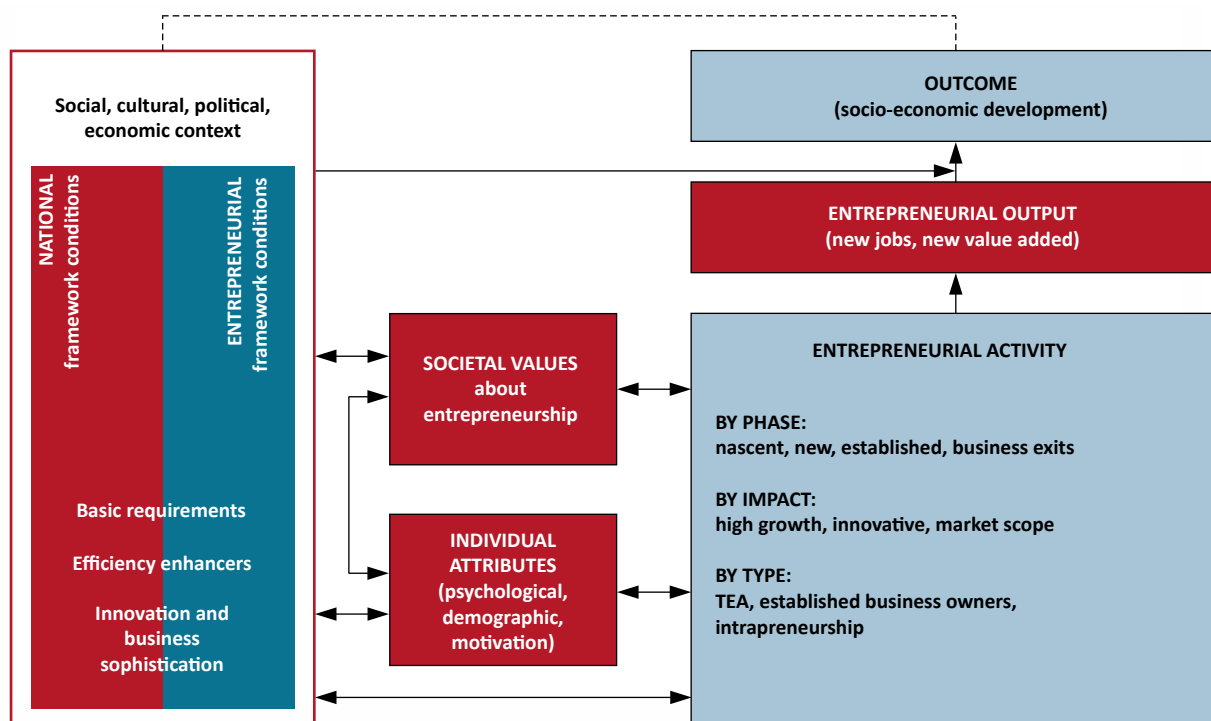 Social, cultural, political,
economic context
NATIONAL
framework conditions
ENTREPRENEURIAL
framework conditions
Basic requirements
Efficiency enhancers
Innovation and
business
sophistication
SOCIETAL VALUES
about
entrepreneurship
INDIVIDUAL
ATTRIBUTES
(psychological,
demographic,
motivation)
OUTCOME
(socio-economic development)
ENTREPRENEURIAL OUTPUT
(new jobs, new value added)
ENTREPRENEURIAL ACTIVITY
BY PHASE:
nascent, new, established, business exits
BY IMPACT:
high growth, innovative, market scope
BY TYPE:
TEA, established business owners,
intrapreneurship